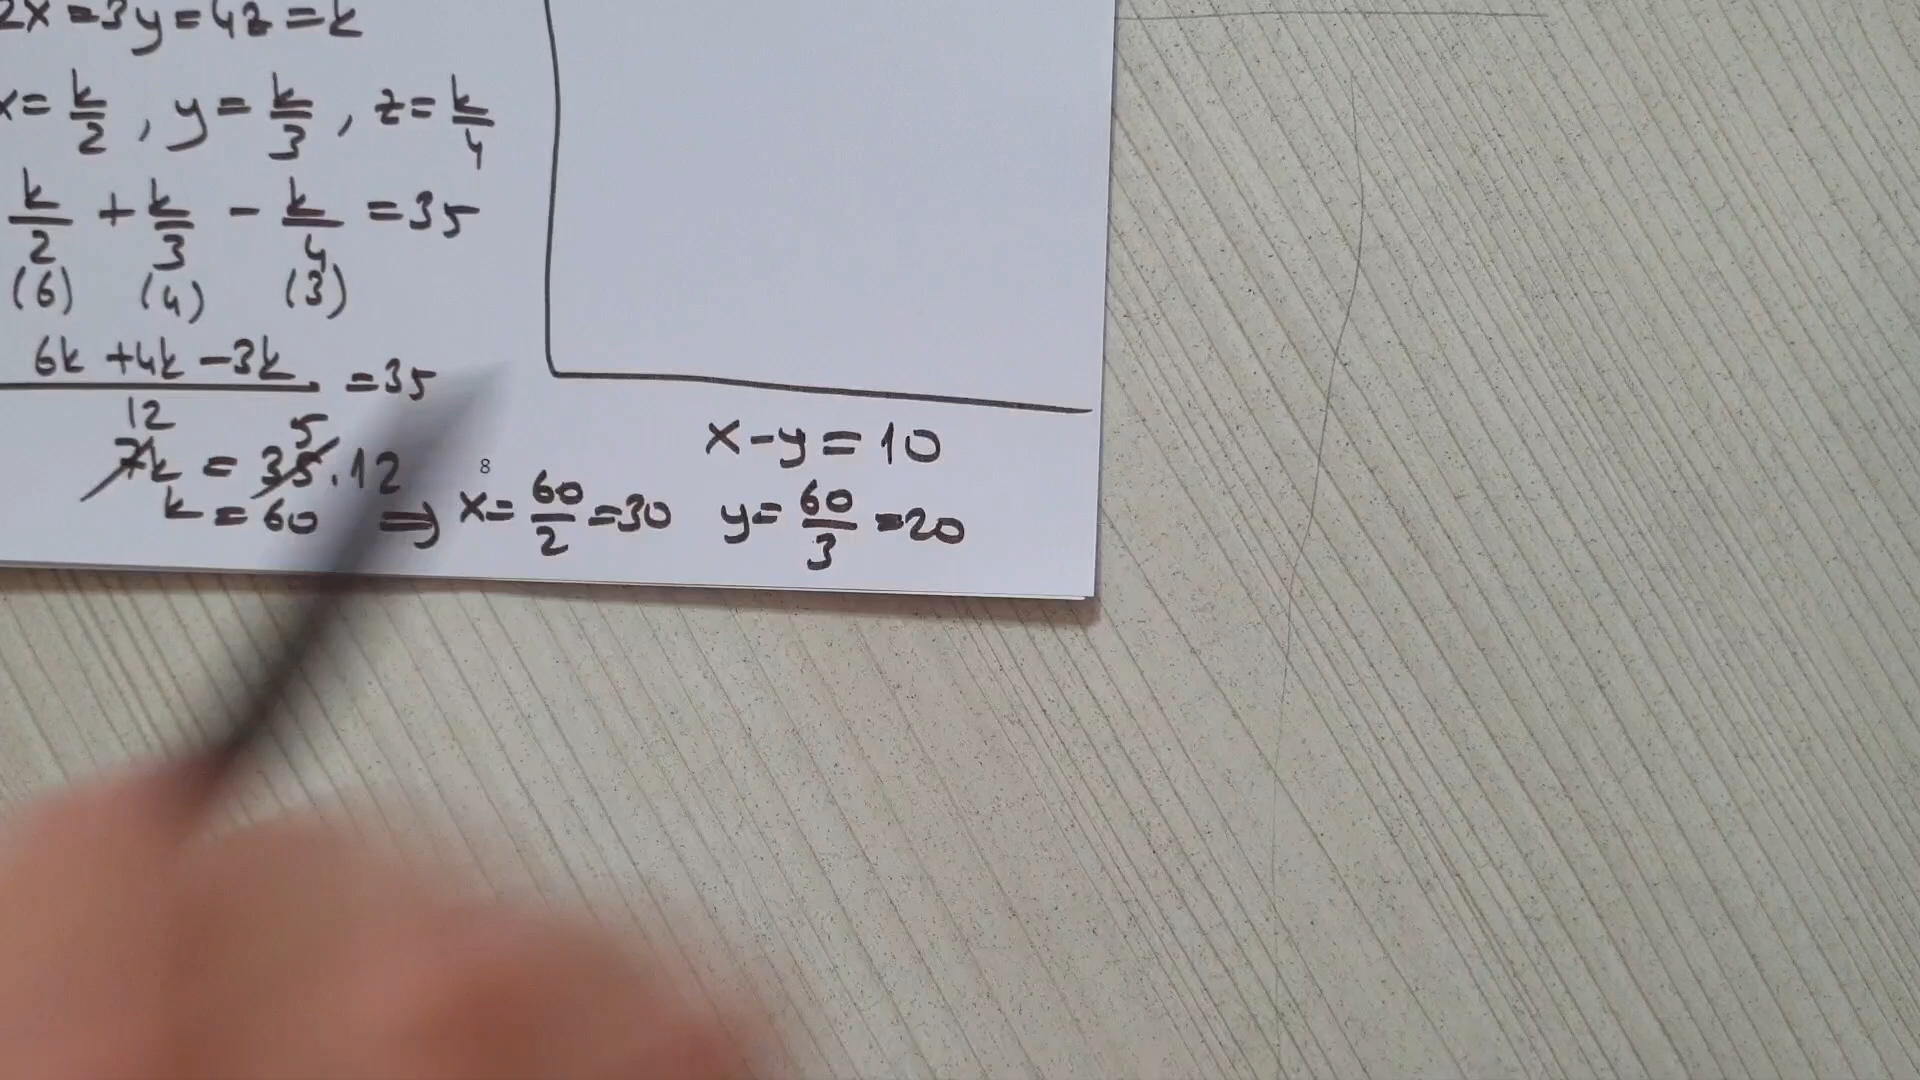 2x=3y=4z=k
x=k/2, y=k/3, z=k/4
k/2 + k/3 - k/4 =35
(6) (4) (3)
6k+4k-3k/12 =35
7k = 35.12
5
k=60 ⇒ x=60/2=30 y=60/3=20
x-y=10
8